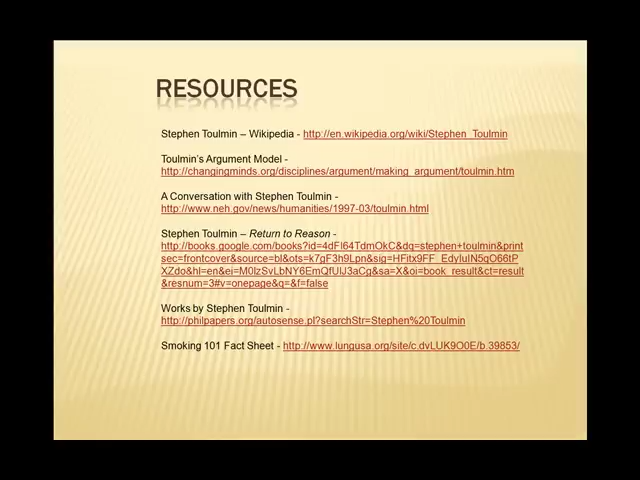 RESOURCES
Stephen Toulmin – Wikipedia - http://en.wikipedia.org/wiki/Stephen_Toulmin
Toulmin's Argument Model -
http://changingminds.org/disciplines/argument/making_argument/toulmin.htm
A Conversation with Stephen Toulmin -
http://www.neh.gov/news/humanities/1997-03/toulmin.html
Stephen Toulmin – Return to Reason -
http://books.google.com/books?id=4dFI64TdmOkC&dq=stephen+toulmin&print
sec=frontcover&source=bl&ots=k7gF3h9Lpn&sig=HFitx9FF_EdyIuIN5qO66tP
XZdo&hl=en&ei=M0IzSvLbNY6EmQfUIJ3aCg&sa=X&oi=book_result&ct=result
&resnum=3#v=onepage&q=&f=false
Works by Stephen Toulmin -
http://philpapers.org/autosense.pl?searchStr=Stephen%20Toulmin
Smoking 101 Fact Sheet - http://www.lungusa.org/site/c.dvLUK9O0E/b.39853/